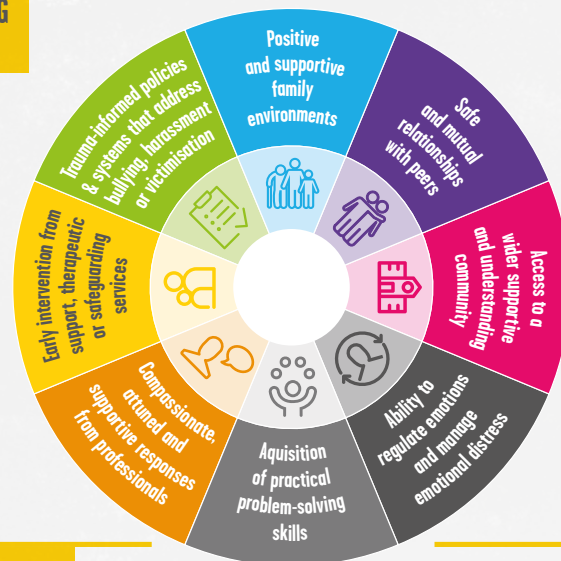 G
Positive
and supportive
family
environments
Safe
and mutual
relationships
with peers
Access to a
wider supportive
and understanding
community
Ability to
regulate emotions
and manage
emotional distress
Aquisition
of practical
problem-solving
skills
Compassionate,
attuned and
supportive responses
from professionals
Early intervention from
support, therapeutic
or safeguarding
services
Trauma-informed policies
& systems that address
bullying, harassment
or victimisation